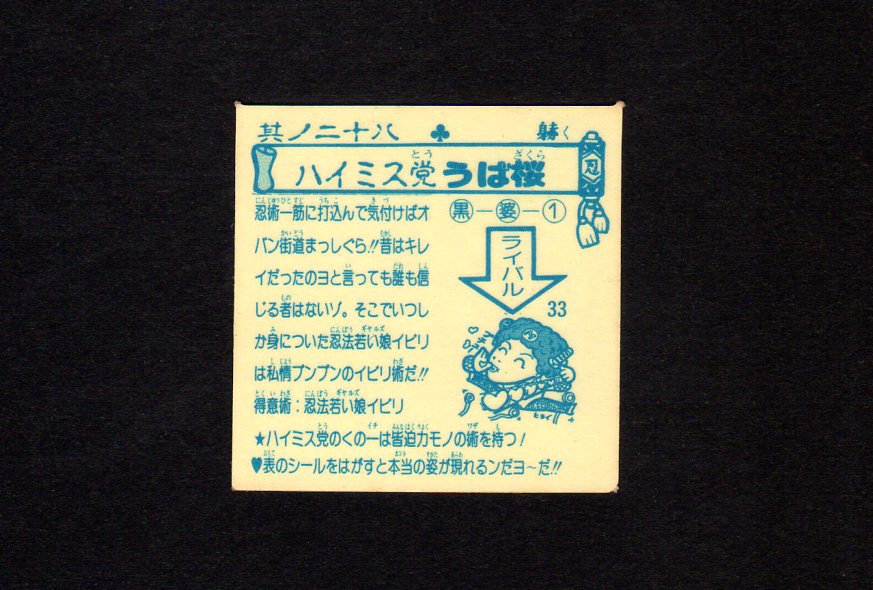 其ノ二十八 ♣ 躵く
ハイミス党うば桜
とう ざくら
忍
忍術一筋に打込んで気付けばオ
バン街道まっしぐら!!昔はキレ
イだったのヨと言っても誰も信
じる者はないゾ。そこでいつし
か身についた忍法若い娘イビリ
は私情ブンブンのイビリ術だ!!
得意術:忍法若い娘イビリ
黒-婆-1
ライバル
33
★ハイミス党のくの一は皆迫力モノの術を持つ!
♥表のシールをはがすと本当の姿が現れるンだヨ~だ!!